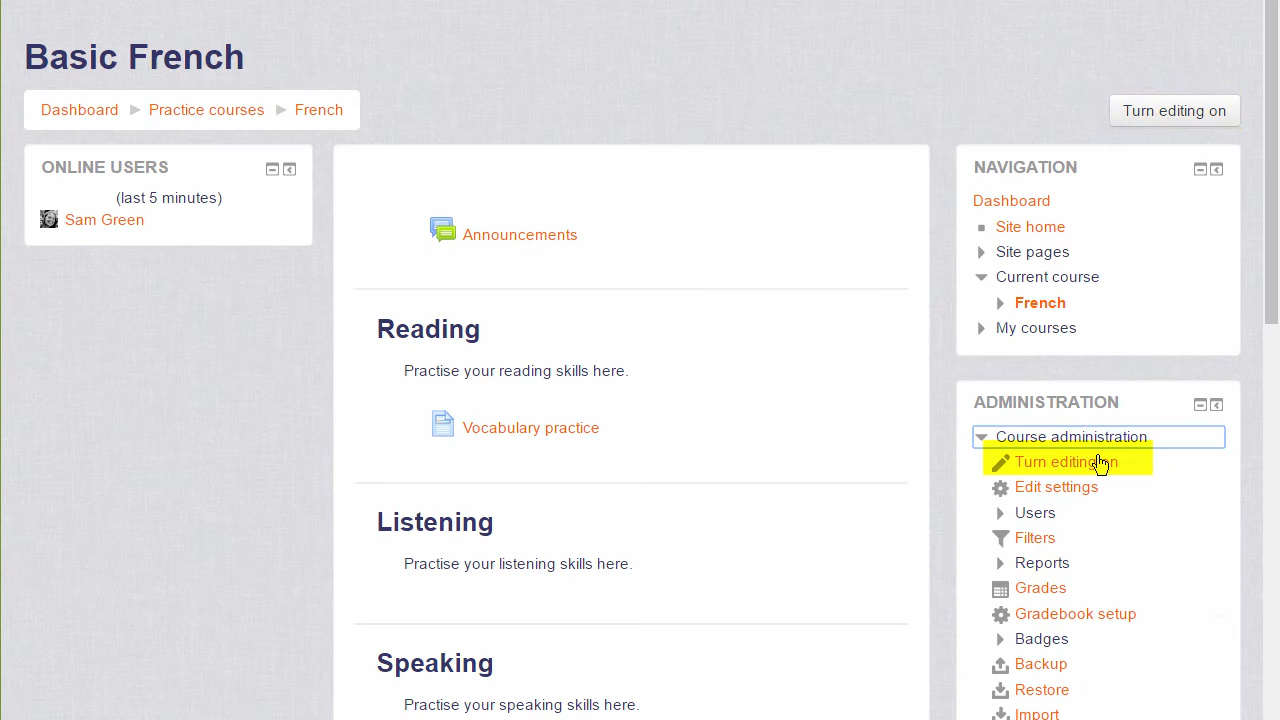 Basic French
Dashboard Practice courses French
Turn editing on
ONLINE USERS
(last 5 minutes)
Sam Green
Announcements
Reading
Practise your reading skills here.
Vocabulary practice
Listening
Practise your listening skills here.
Speaking
Practise your speaking skills here.
NAVIGATION
Dashboard
Site home
Site pages
Current course
French
My courses
ADMINISTRATION
Course administration
Turn editing on
Edit settings
Users
Filters
Reports
Grades
Gradebook setup
Badges
Backup
Restore
Import